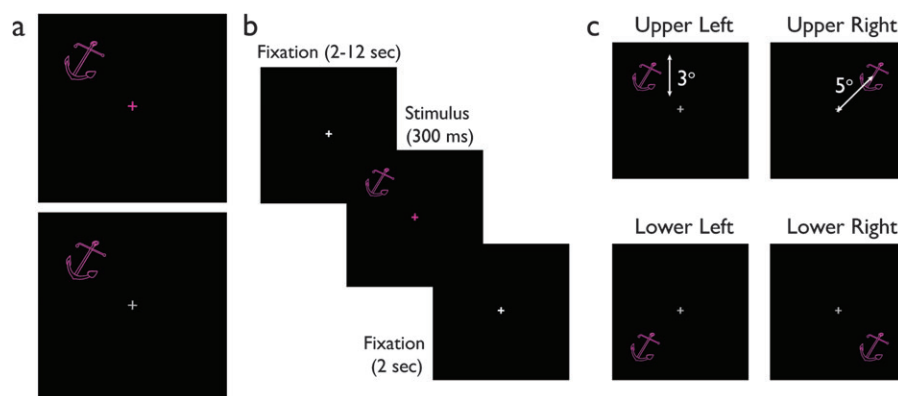 a
b
Fixation (2-12 sec)
Stimulus
(300 ms)
Fixation
(2 sec)
c
Upper Left
Upper Right
3°
5°
Lower Left
Lower Right